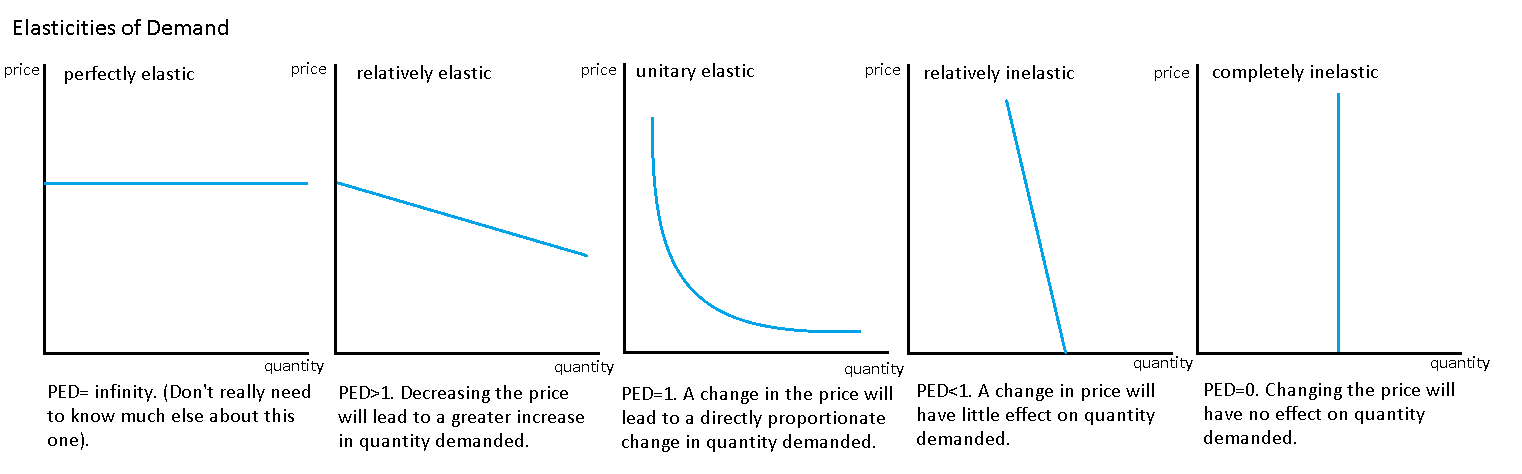 Elasticities of Demand
price
perfectly elastic
quantity
PED= infinity. (Don't really need
to know much else about this
one).
price
relatively elastic
quantity
PED>1. Decreasing the price
will lead to a greater increase
in quantity demanded.
price
unitary elastic
quantity
PED=1. A change in the price will
lead to a directly proportionate
change in quantity demanded.
price
relatively inelastic
quantity
PED<1. A change in price will
have little effect on quantity
demanded.
price
completely inelastic
quantity
PED=0. Changing the price will
have no effect on quantity
demanded.